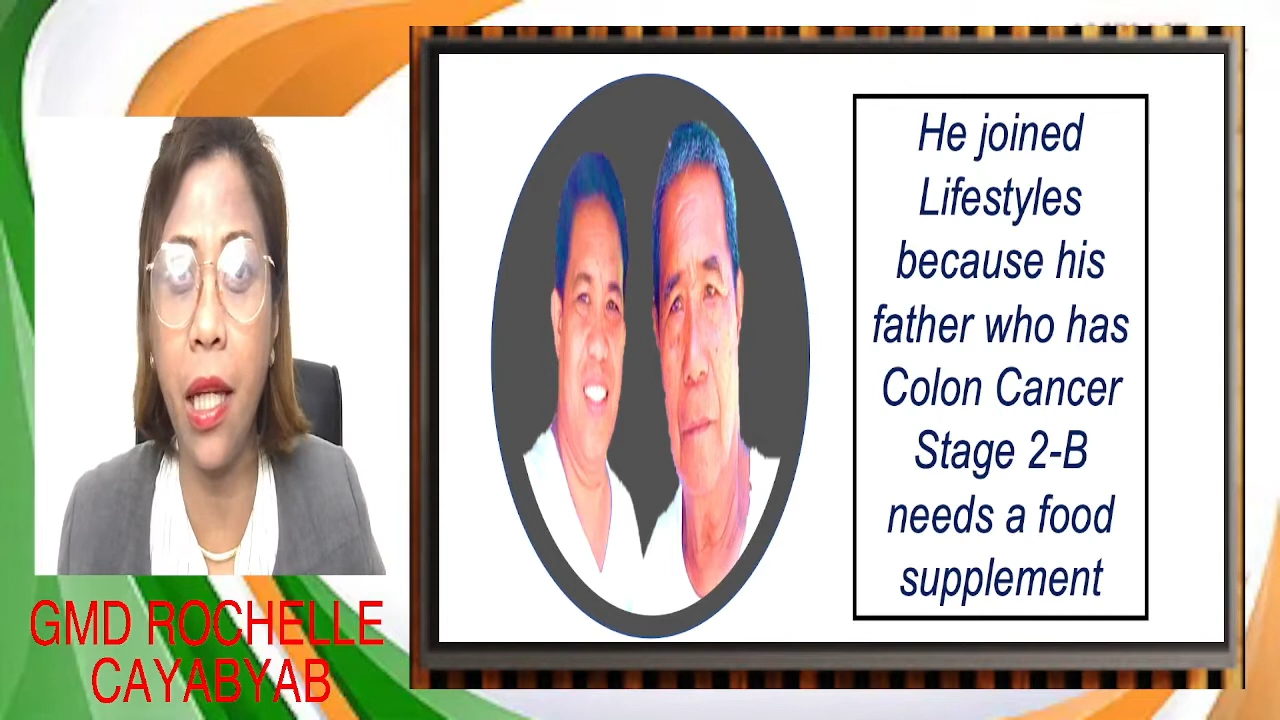 He joined
Lifestyles
because his
father who has
Colon Cancer
Stage 2-B
needs a food
supplement
GMD ROCHELLE
CAYABYAB